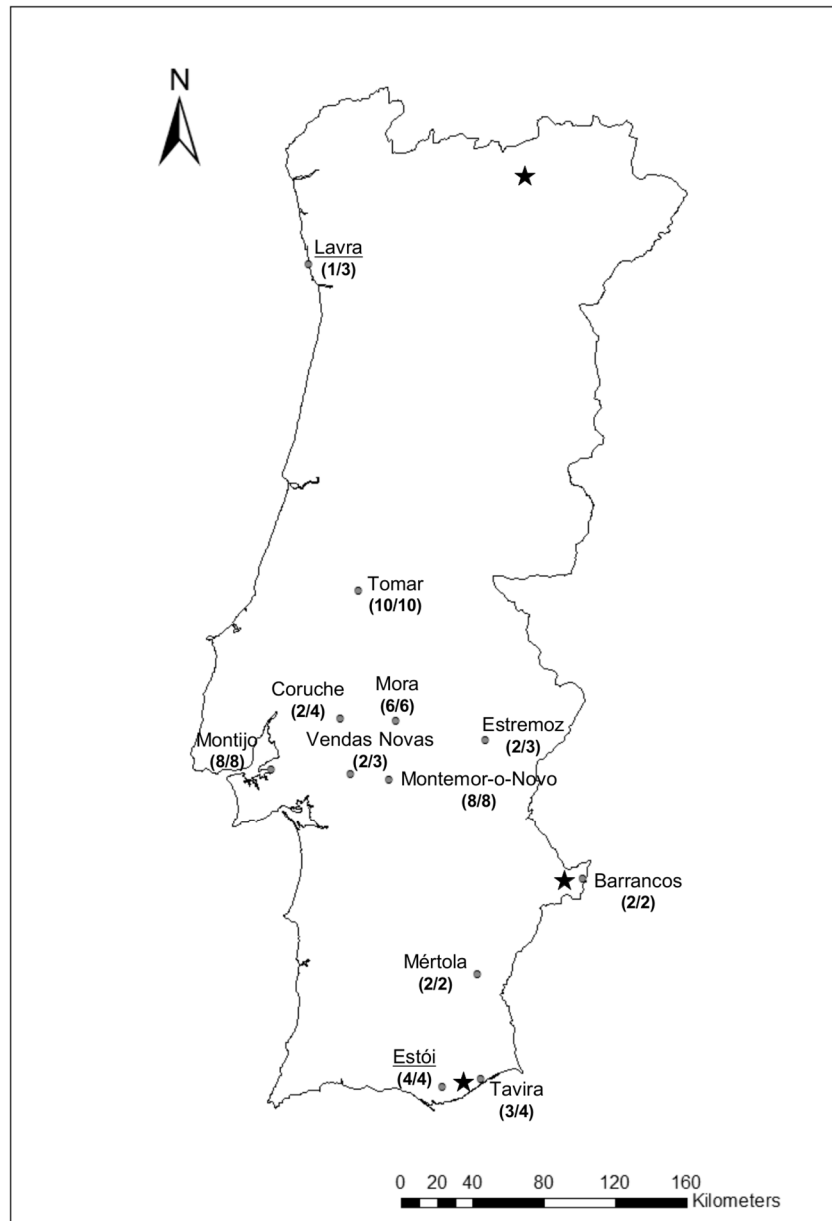 N
Lavra
(1/3)
Tomar
(10/10)
Coruche
(2/4)
Mora
(6/6)
Estremoz
(2/3)
Montijo
(8/8)
Vendas Novas
(2/3)
Montemor-o-Novo
(8/8)
Barrancos
(2/2)
Mértola
(2/2)
Estói
(4/4)
Tavira
(3/4)
0 20 40 80 120 160
Kilometers